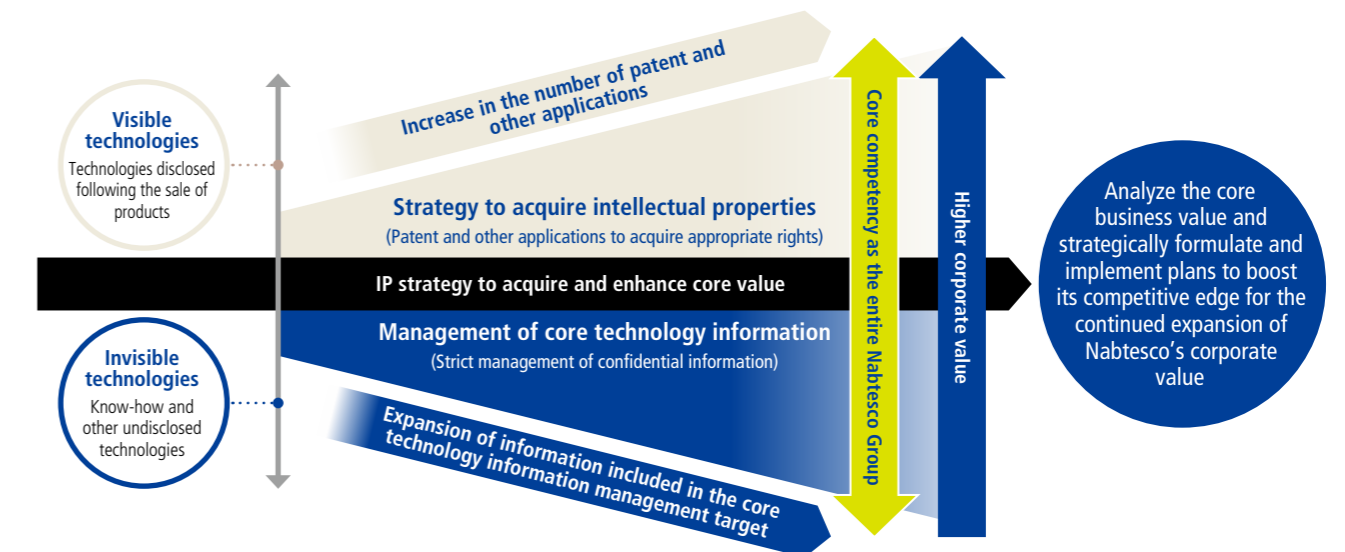 Visible
technologies
Technologies disclosed
following the sale of
products
Invisible
technologies
Know-how and
other undisclosed
technologies
Increase in the number of patent and
other applications
Strategy to acquire intellectual properties
(Patent and other applications to acquire appropriate rights)
IP strategy to acquire and enhance core value
Management of core technology information
(Strict management of confidential information)
Expansion of information included in the core
technology information management target
Core competency as the entire Nabtesco Group
Higher corporate value
Analyze the core
business value and
strategically formulate and
implement plans to boost
its competitive edge for the
continued expansion of
Nabtesco’s corporate
value